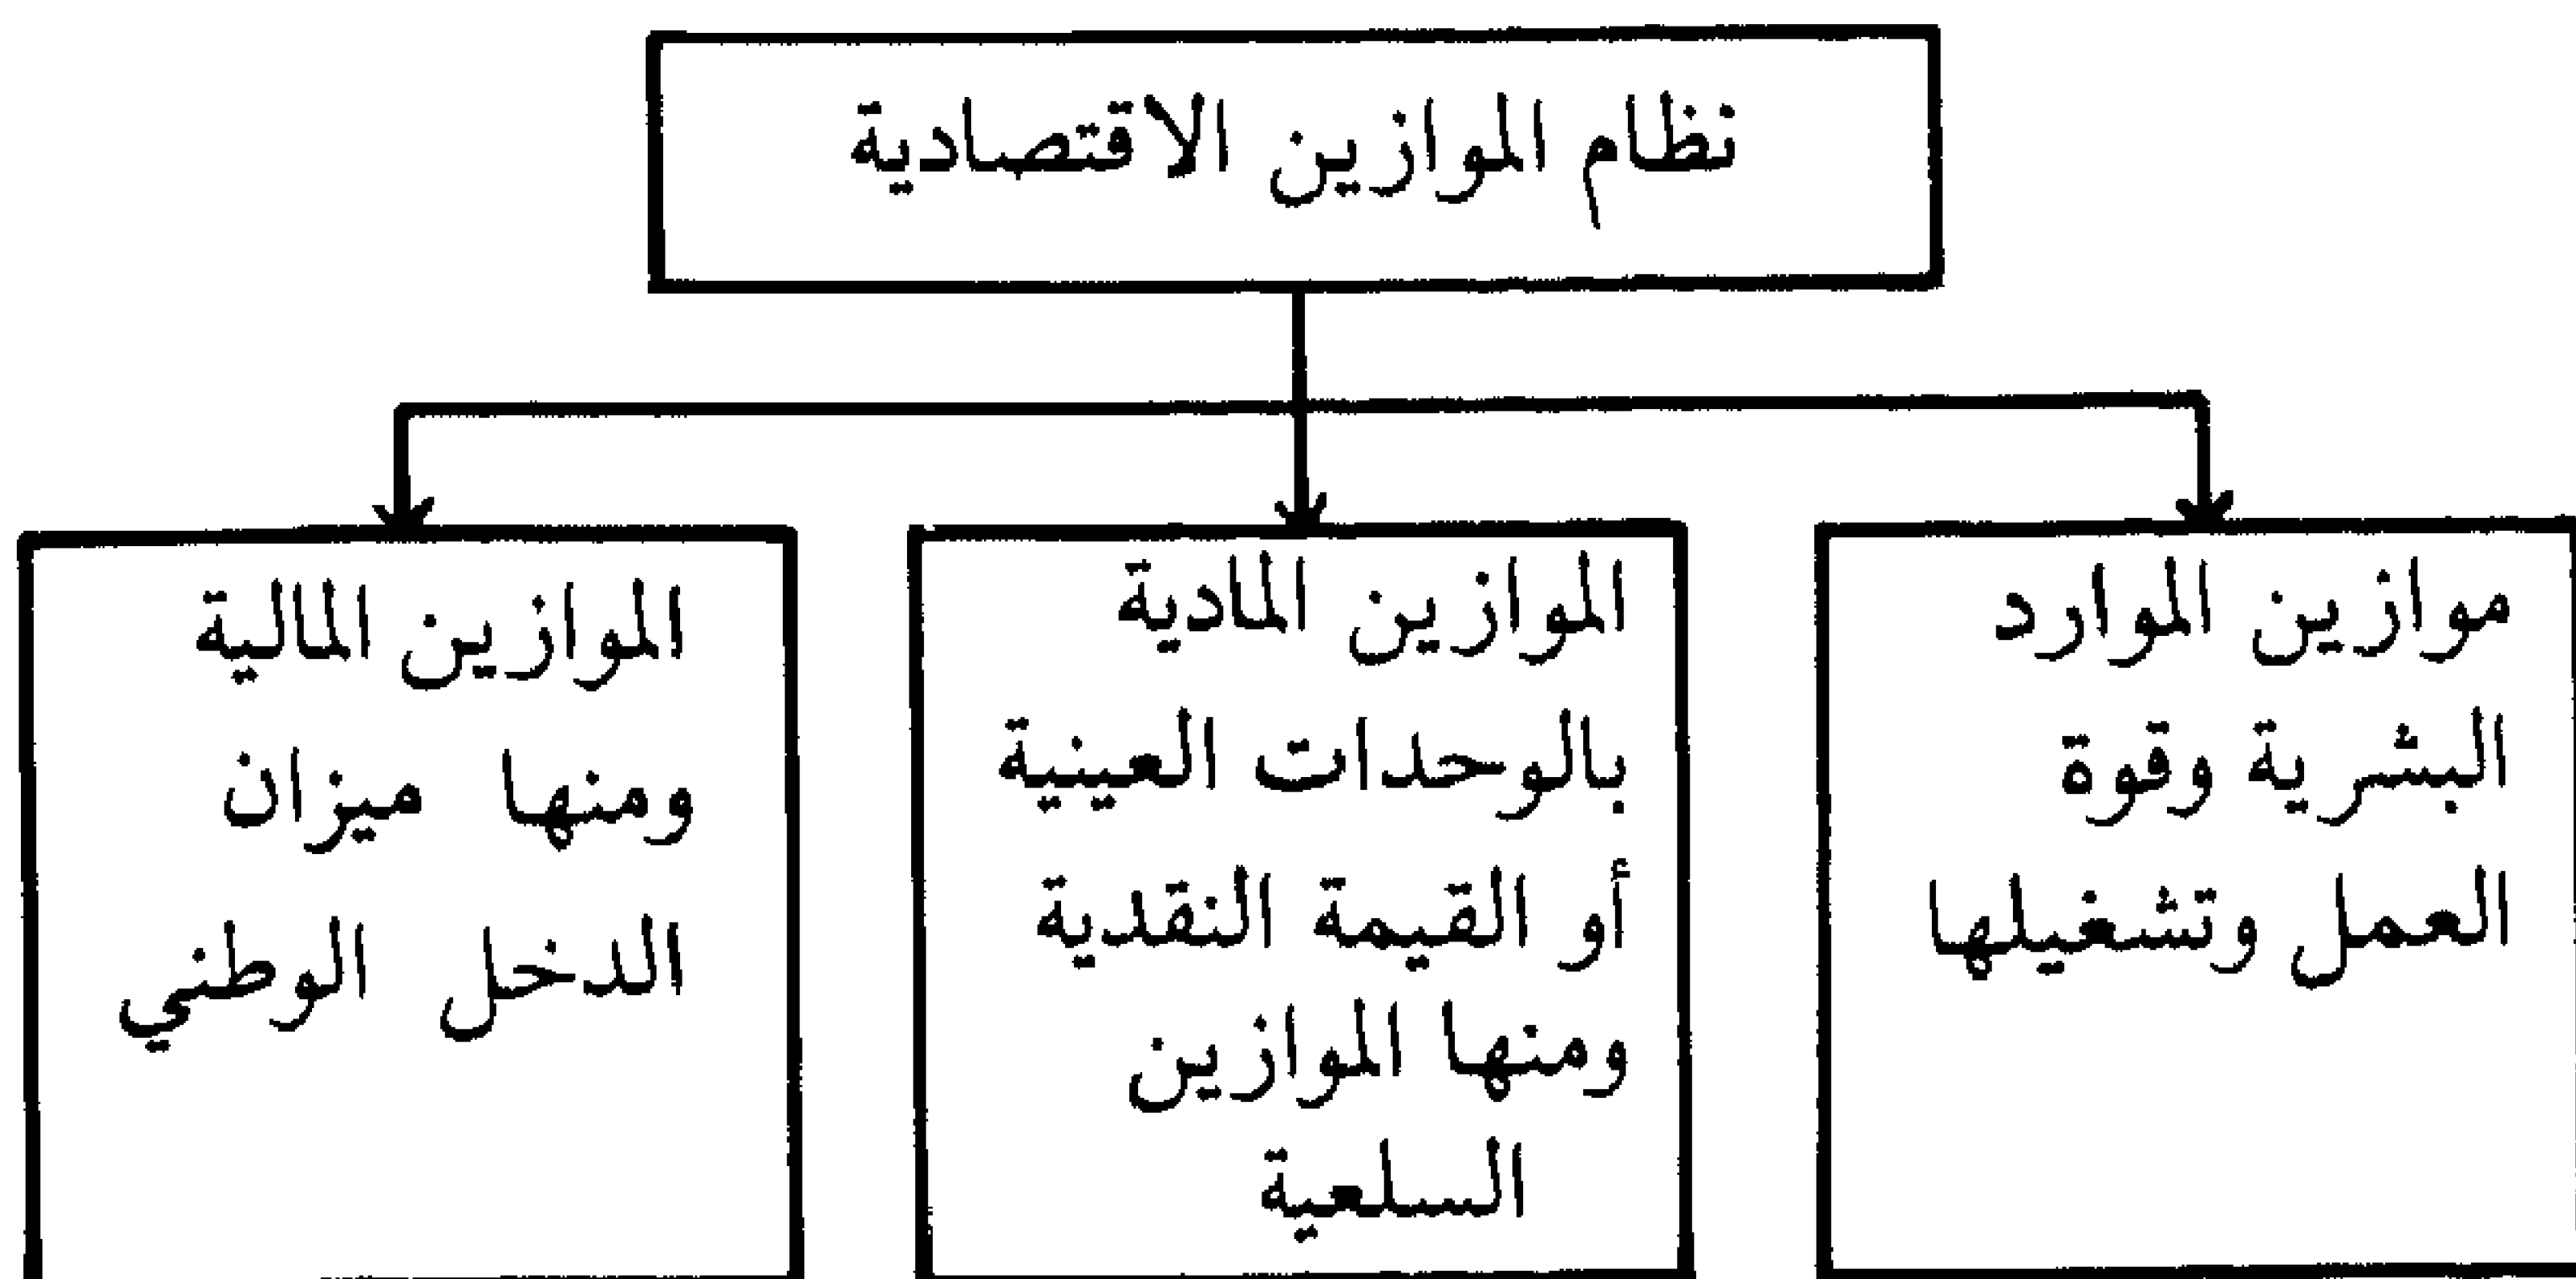 نظام الموازين الاقتصادية
موازين الموارد
البشرية وقوة
العمل وتشغيلها
الموازين المادية
بالوحدات العينية
أو القيمة النقدية
ومنها الموازين
السلعية
الموازين المالية
ومنها ميزان
الدخل الوطني